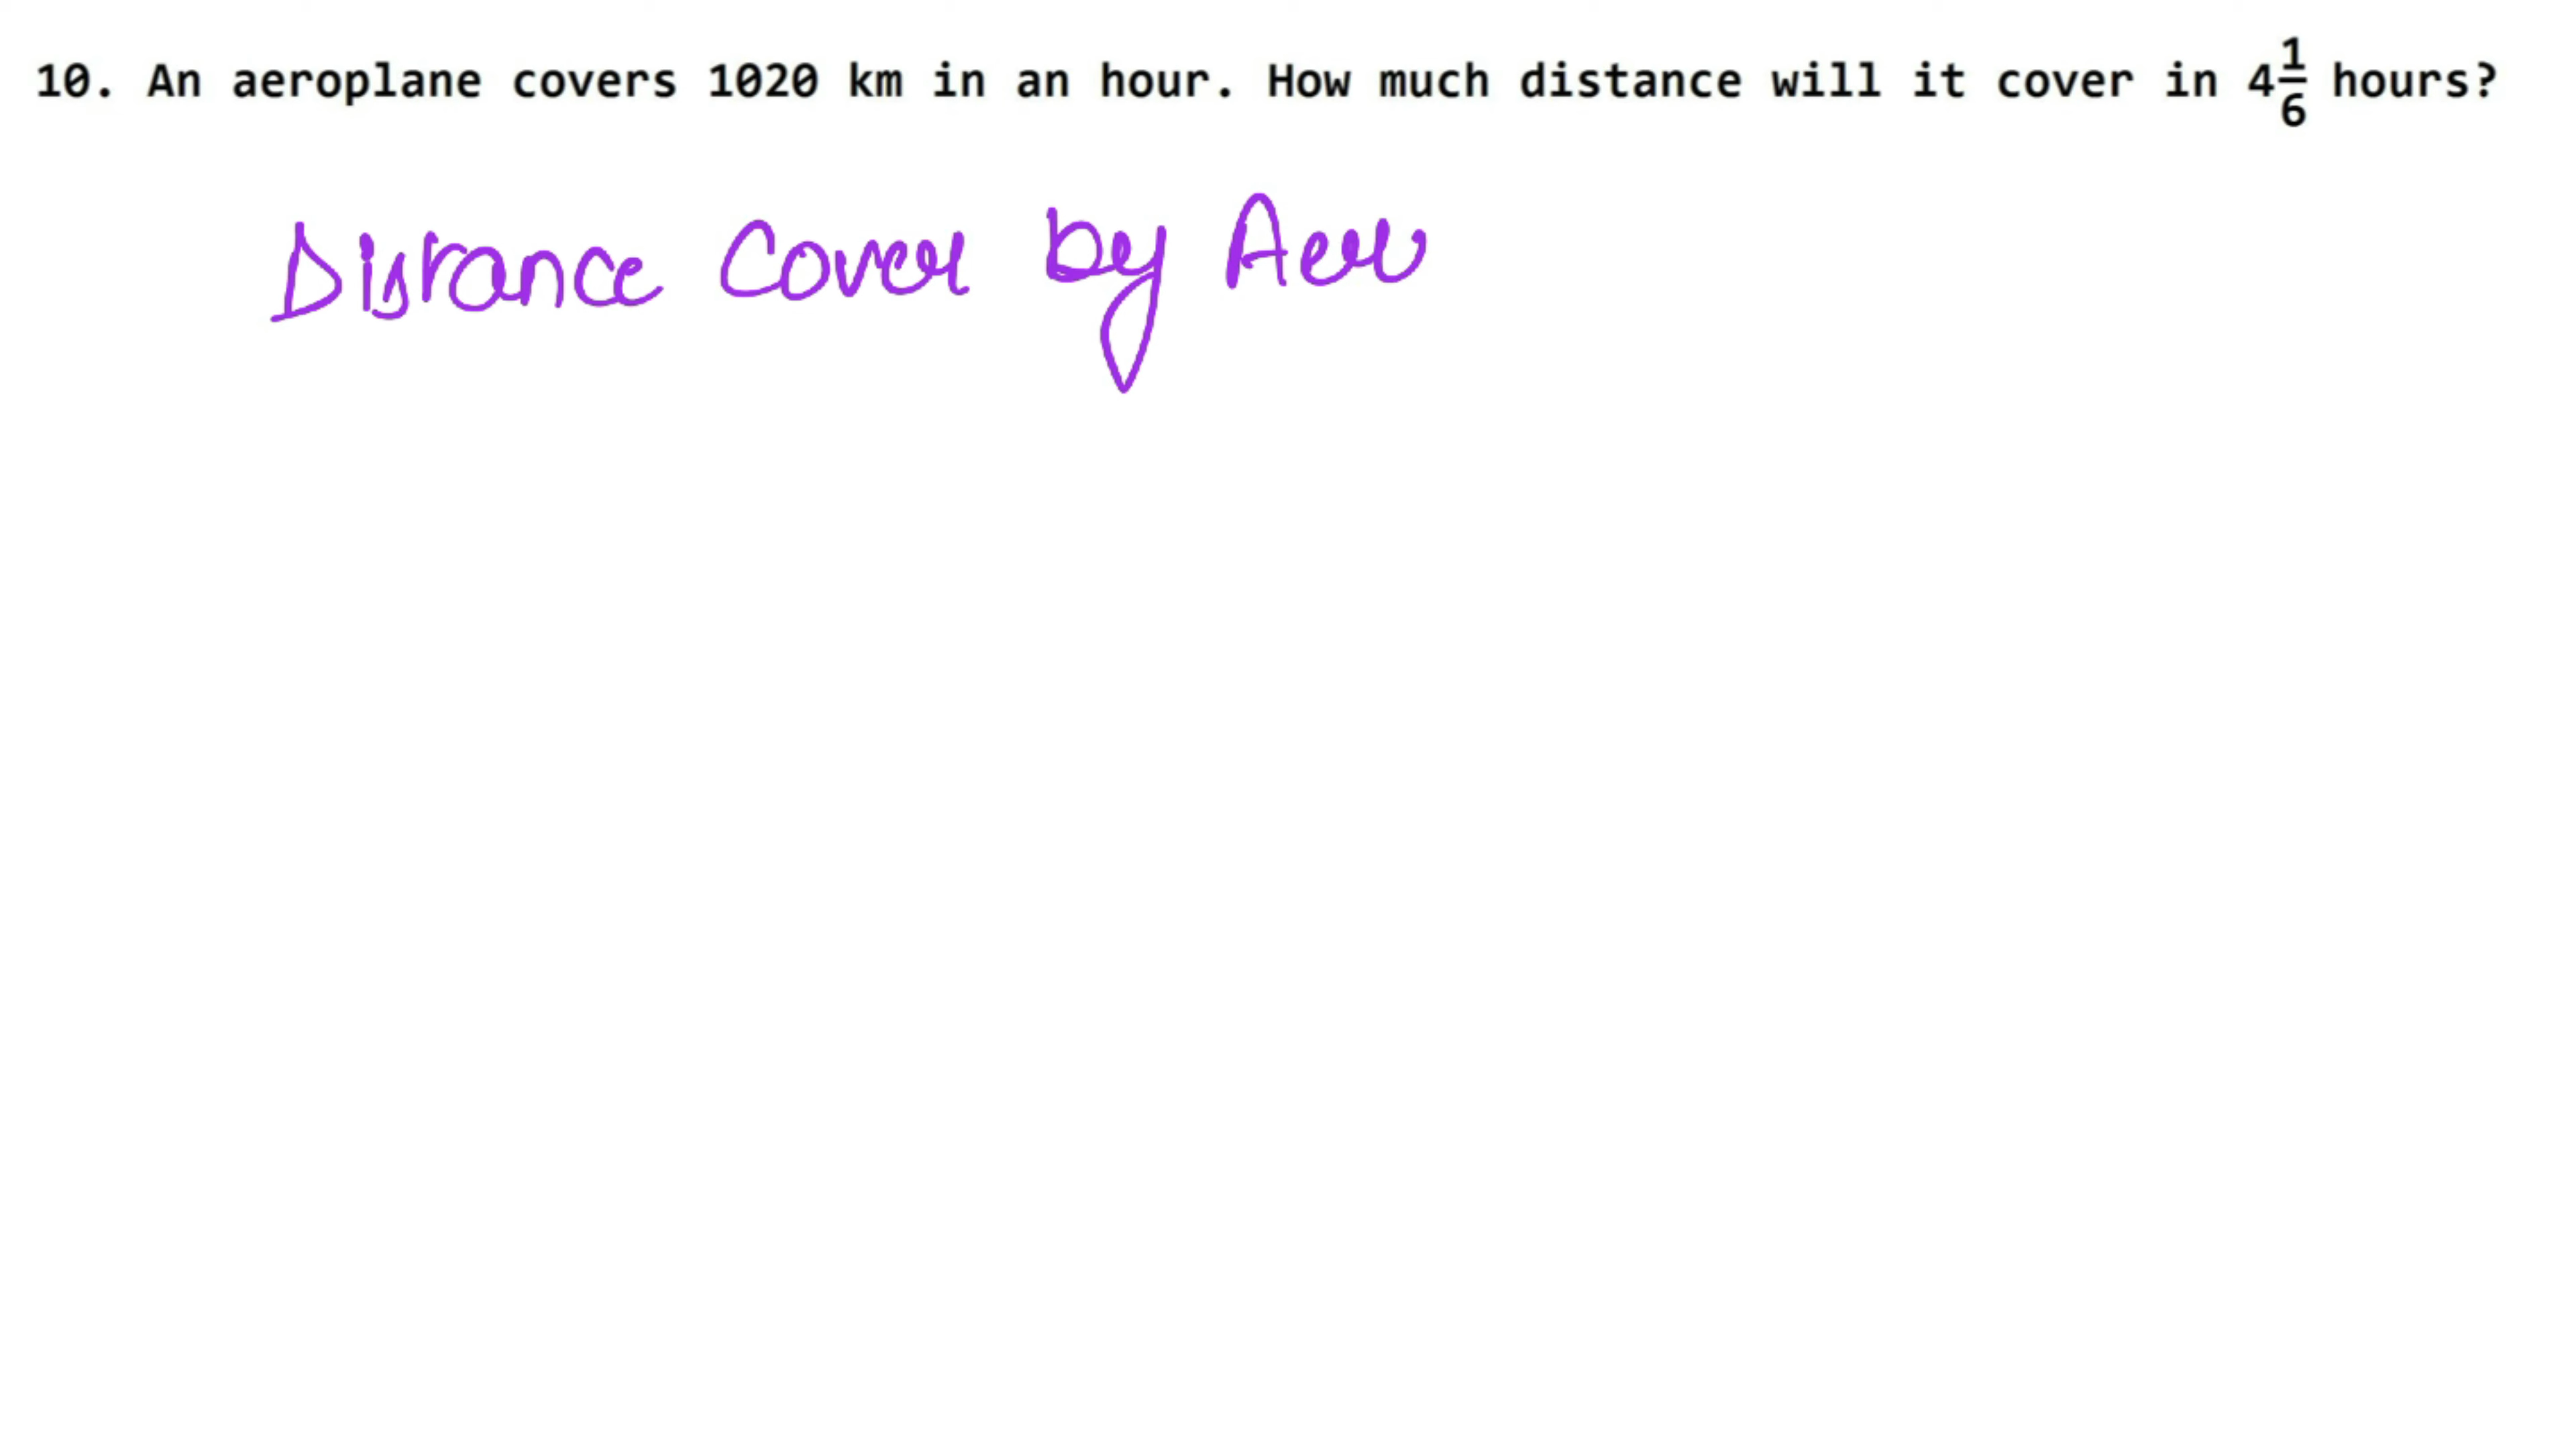 10. An aeroplane covers 1020 km in an hour. How much distance will it cover in 4 1/6 hours?
Distance Cover by Aero